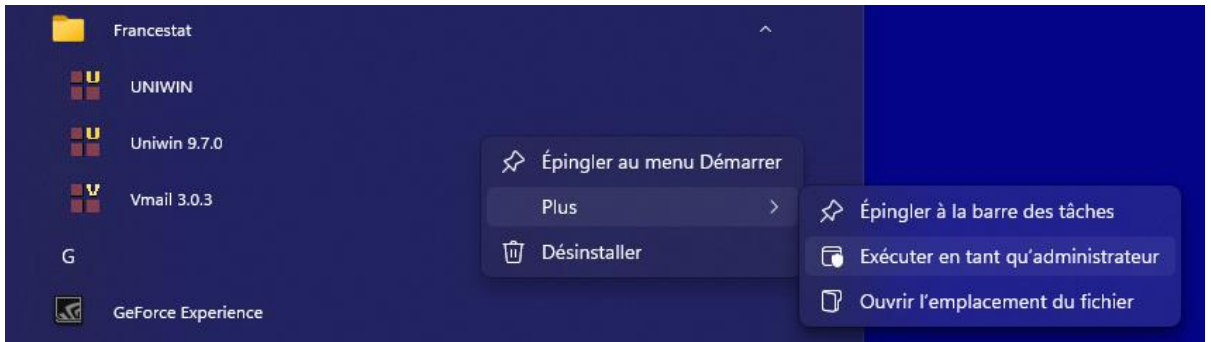 Francestat
UNIWIN
Uniwin 9.7.0
Vmail 3.0.3
G
GeForce Experience
Épingler au menu Démarrer
Plus
Désinstaller
Épingler à la barre des tâches
Exécuter en tant qu’administrateur
Ouvrir l’emplacement du fichier